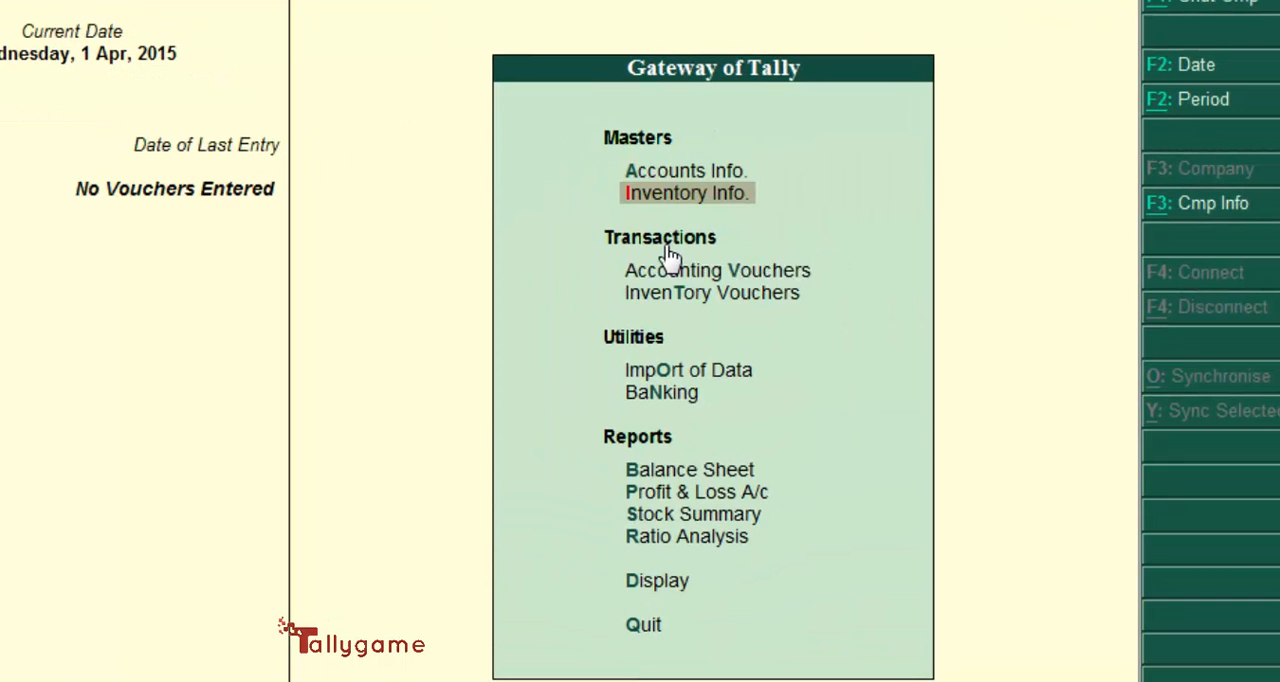 Current Date
dnesday, 1 Apr, 2015
Date of Last Entry
No Vouchers Entered
Gateway of Tally
Masters
Accounts Info.
Inventory Info.
Transactions
Accounting Vouchers
InvenTory Vouchers
Utilities
ImpOrt of Data
BaNking
Reports
Balance Sheet
Profit & Loss A/c
Stock Summary
Ratio Analysis
Display
Quit
F2: Date
F2: Period
F3: Company
F3: Cmp Info
F4: Connect
F4: Disconnect
O: Synchronise
Y: Sync Selected
Tallygame